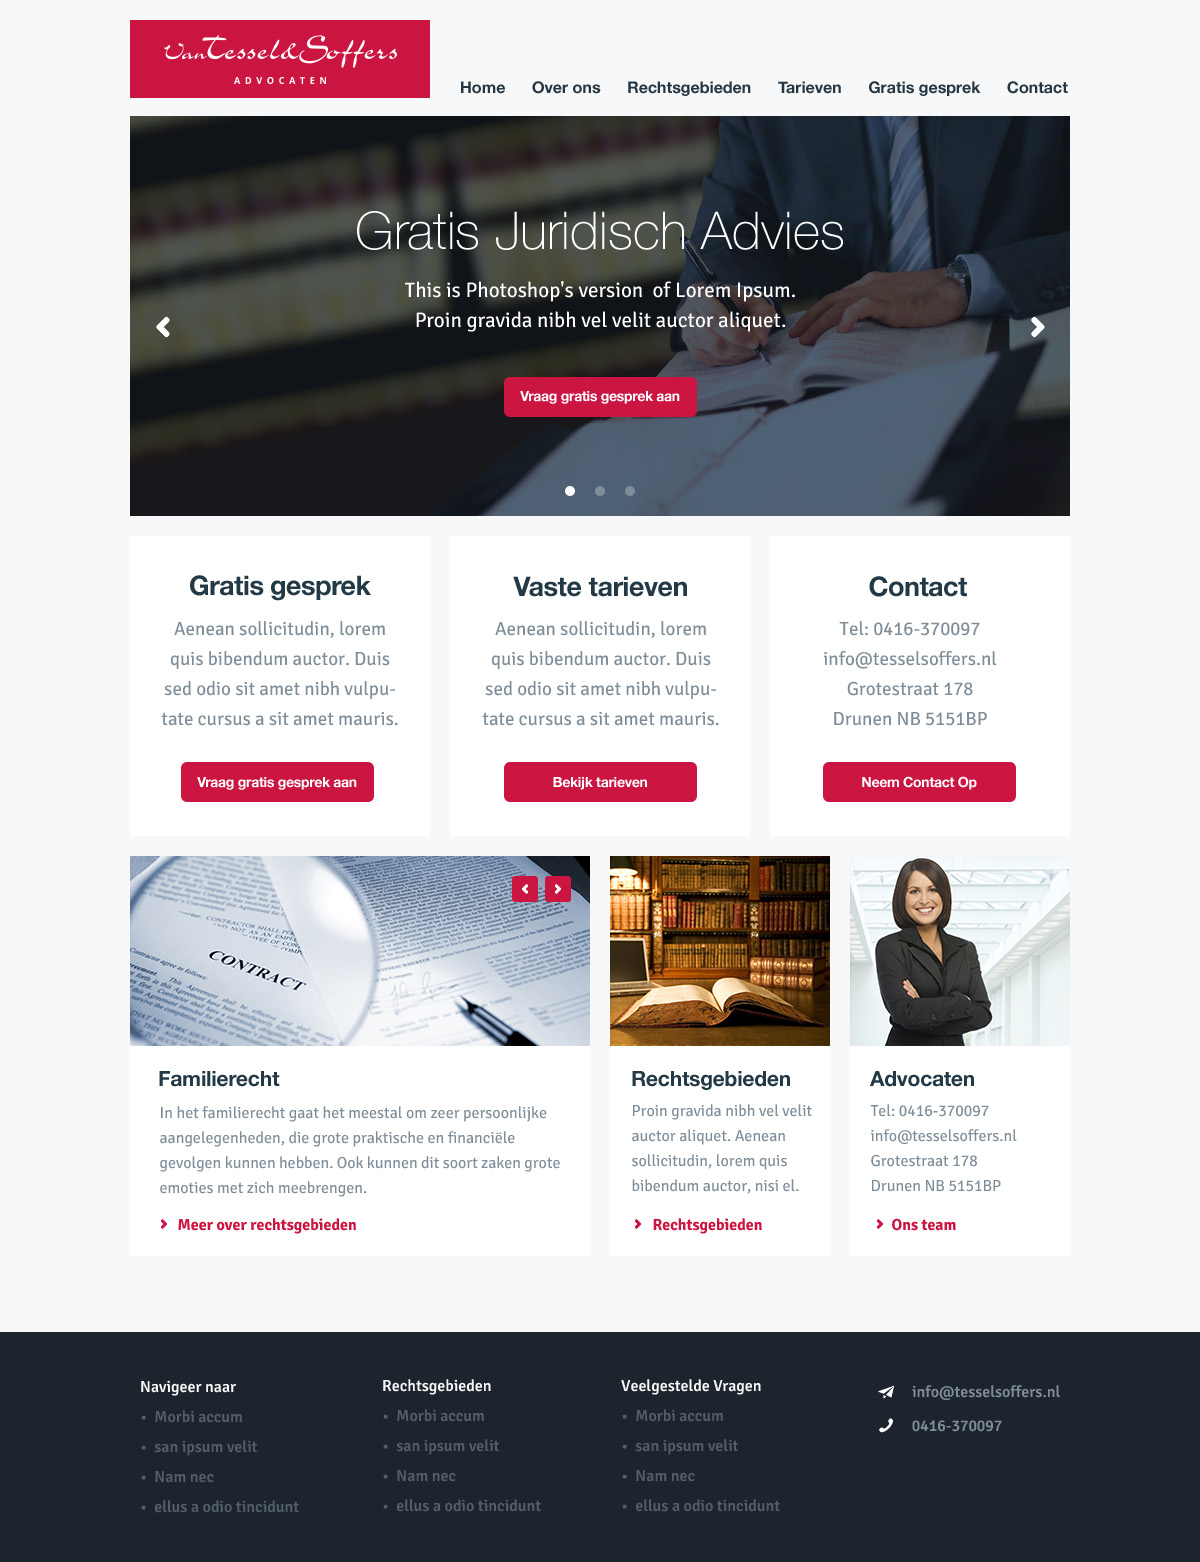 VanTessel&Soffers
ADVOCATEN
Home Over ons Rechtsgebieden Tarieven Gratis gesprek Contact
Gratis Juridisch Advies
This is Photoshop's version of Lorem Ipsum.
Proin gravida nibh vel velit auctor aliquet.
Vraag gratis gesprek aan
Gratis gesprek
Aenean sollicitudin, lorem
quis bibendum auctor. Duis
sed odio sit amet nibh vulpu-
tate cursus a sit amet mauris.
Vraag gratis gesprek aan
Vaste tarieven
Aenean sollicitudin, lorem
quis bibendum auctor. Duis
sed odio sit amet nibh vulpu-
tate cursus a sit amet mauris.
Bekijk tarieven
Contact
Tel: 0416-370097
info@tesselsoffers.nl
Grotestraat 178
Drunen NB 5151BP
Neem Contact Op
CONTRACT
Familierecht
In het familierecht gaat het meestal om zeer persoonlijke
aangelegenheden, die grote praktische en financiële
gevolgen kunnen hebben. Ook kunnen dit soort zaken grote
emoties met zich meebrengen.
Meer over rechtsgebieden
Rechtsgebieden
Proin gravida nibh vel velit
auctor aliquet. Aenean
sollicitudin, lorem quis
bibendum auctor, nisi el.
Rechtsgebieden
Advocaten
Tel: 0416-370097
info@tesselsoffers.nl
Grotestraat 178
Drunen NB 5151BP
Ons team
Navigeer naar
• Morbi accum
• san ipsum velit
• Nam nec
• ellus a odio tincidunt
Rechtsgebieden
• Morbi accum
• san ipsum velit
• Nam nec
• ellus a odio tincidunt
Veelgestelde Vragen
• Morbi accum
• san ipsum velit
• Nam nec
• ellus a odio tincidunt
info@tesselsoffers.nl
0416-370097